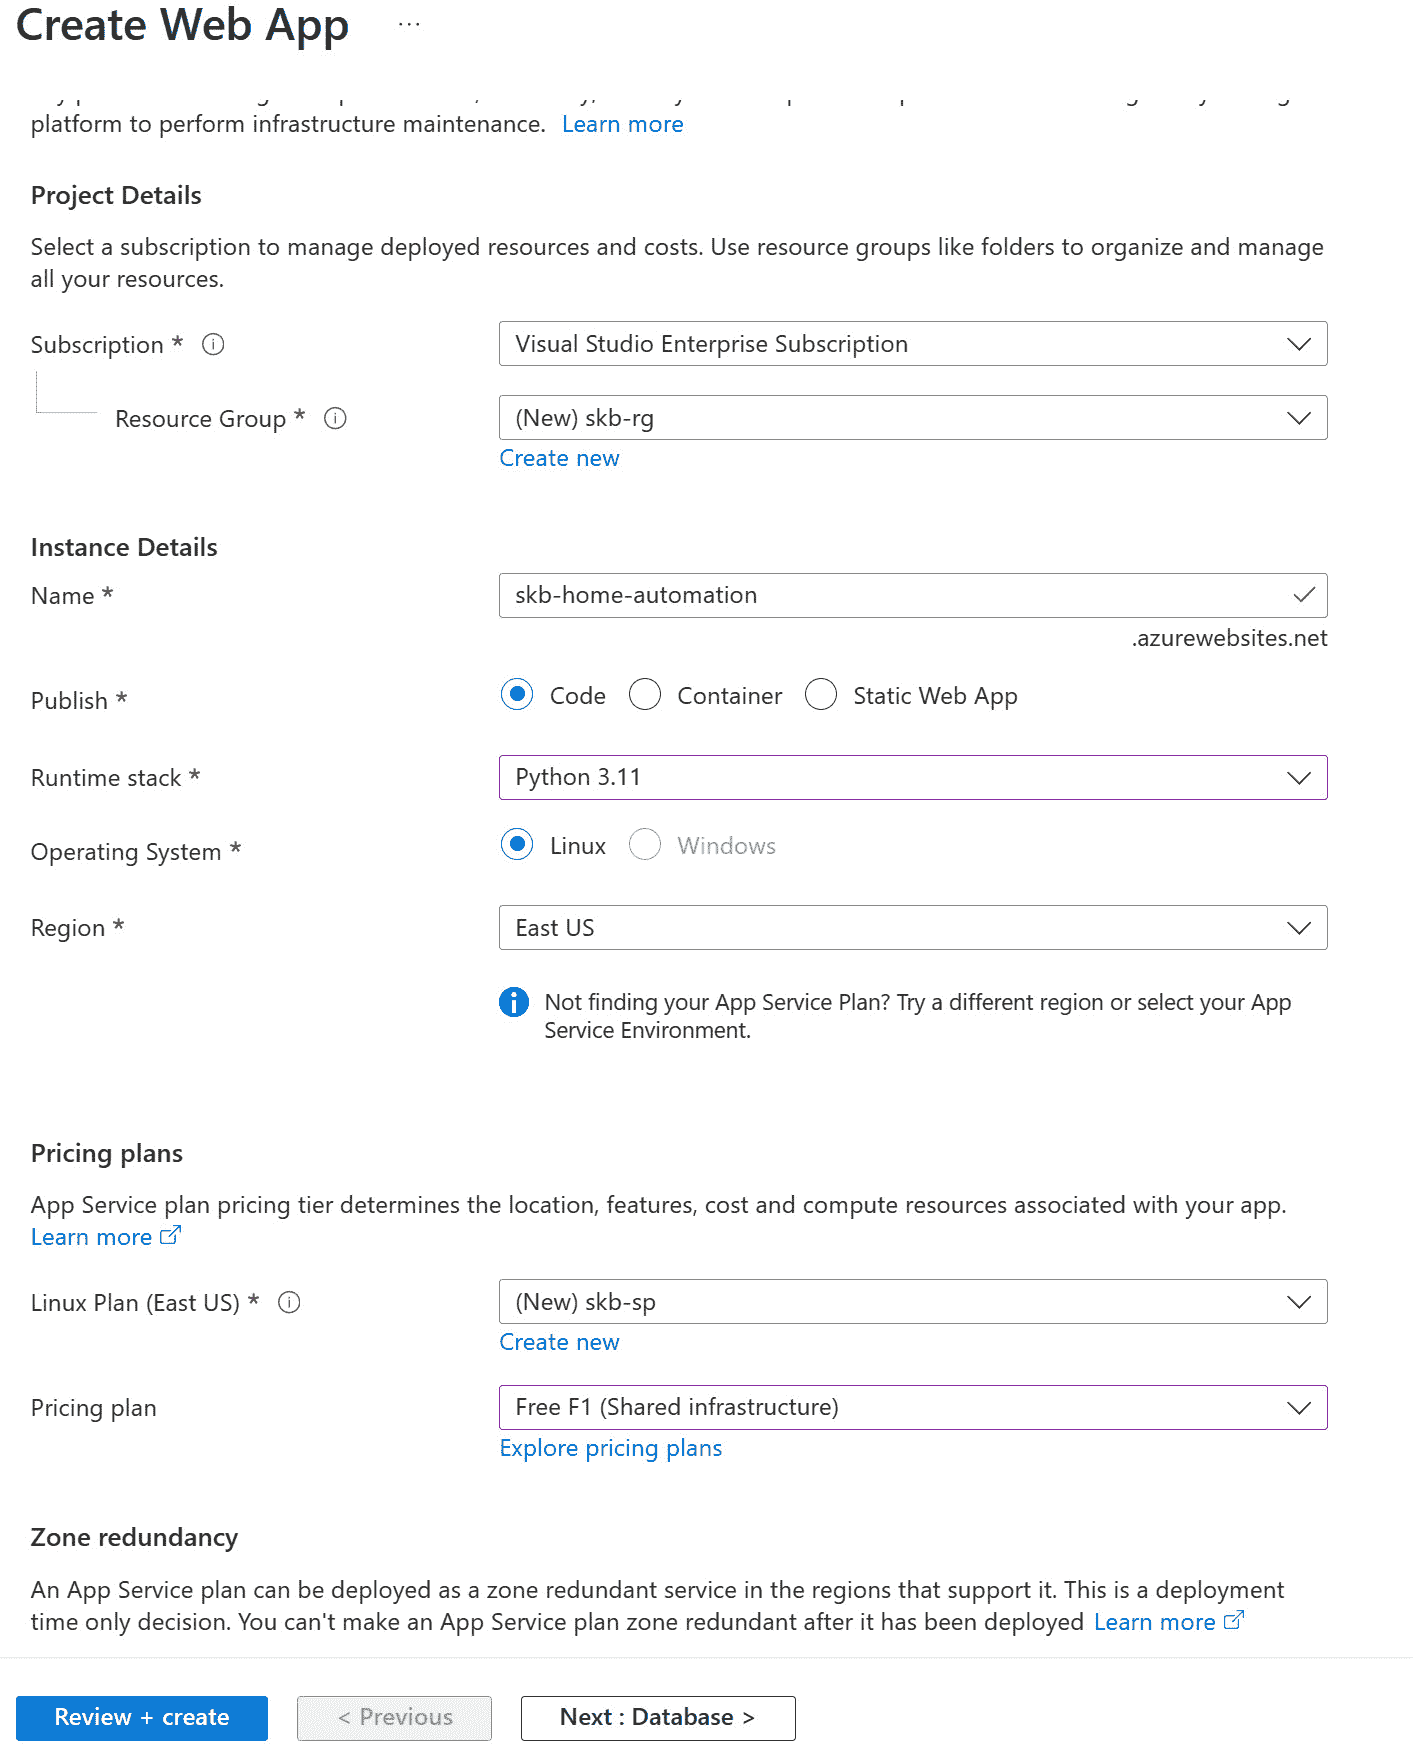 Create Web App ...
platform to perform infrastructure maintenance. Learn more
Project Details
Select a subscription to manage deployed resources and costs. Use resource groups like folders to organize and manage
all your resources.
Subscription *
Visual Studio Enterprise Subscription
Resource Group *
(New) skb-rg
Create new
Instance Details
Name *
skb-home-automation
.azurewebsites.net
Publish *
Code Container Static Web App
Runtime stack *
Python 3.11
Operating System *
Linux Windows
Region *
East US
Not finding your App Service Plan? Try a different region or select your App
Service Environment.
Pricing plans
App Service plan pricing tier determines the location, features, cost and compute resources associated with your app.
Learn more
Linux Plan (East US) *
(New) skb-sp
Create new
Pricing plan
Free F1 (Shared infrastructure)
Explore pricing plans
Zone redundancy
An App Service plan can be deployed as a zone redundant service in the regions that support it. This is a deployment
time only decision. You can't make an App Service plan zone redundant after it has been deployed Learn more
Review + create
< Previous
Next : Database >